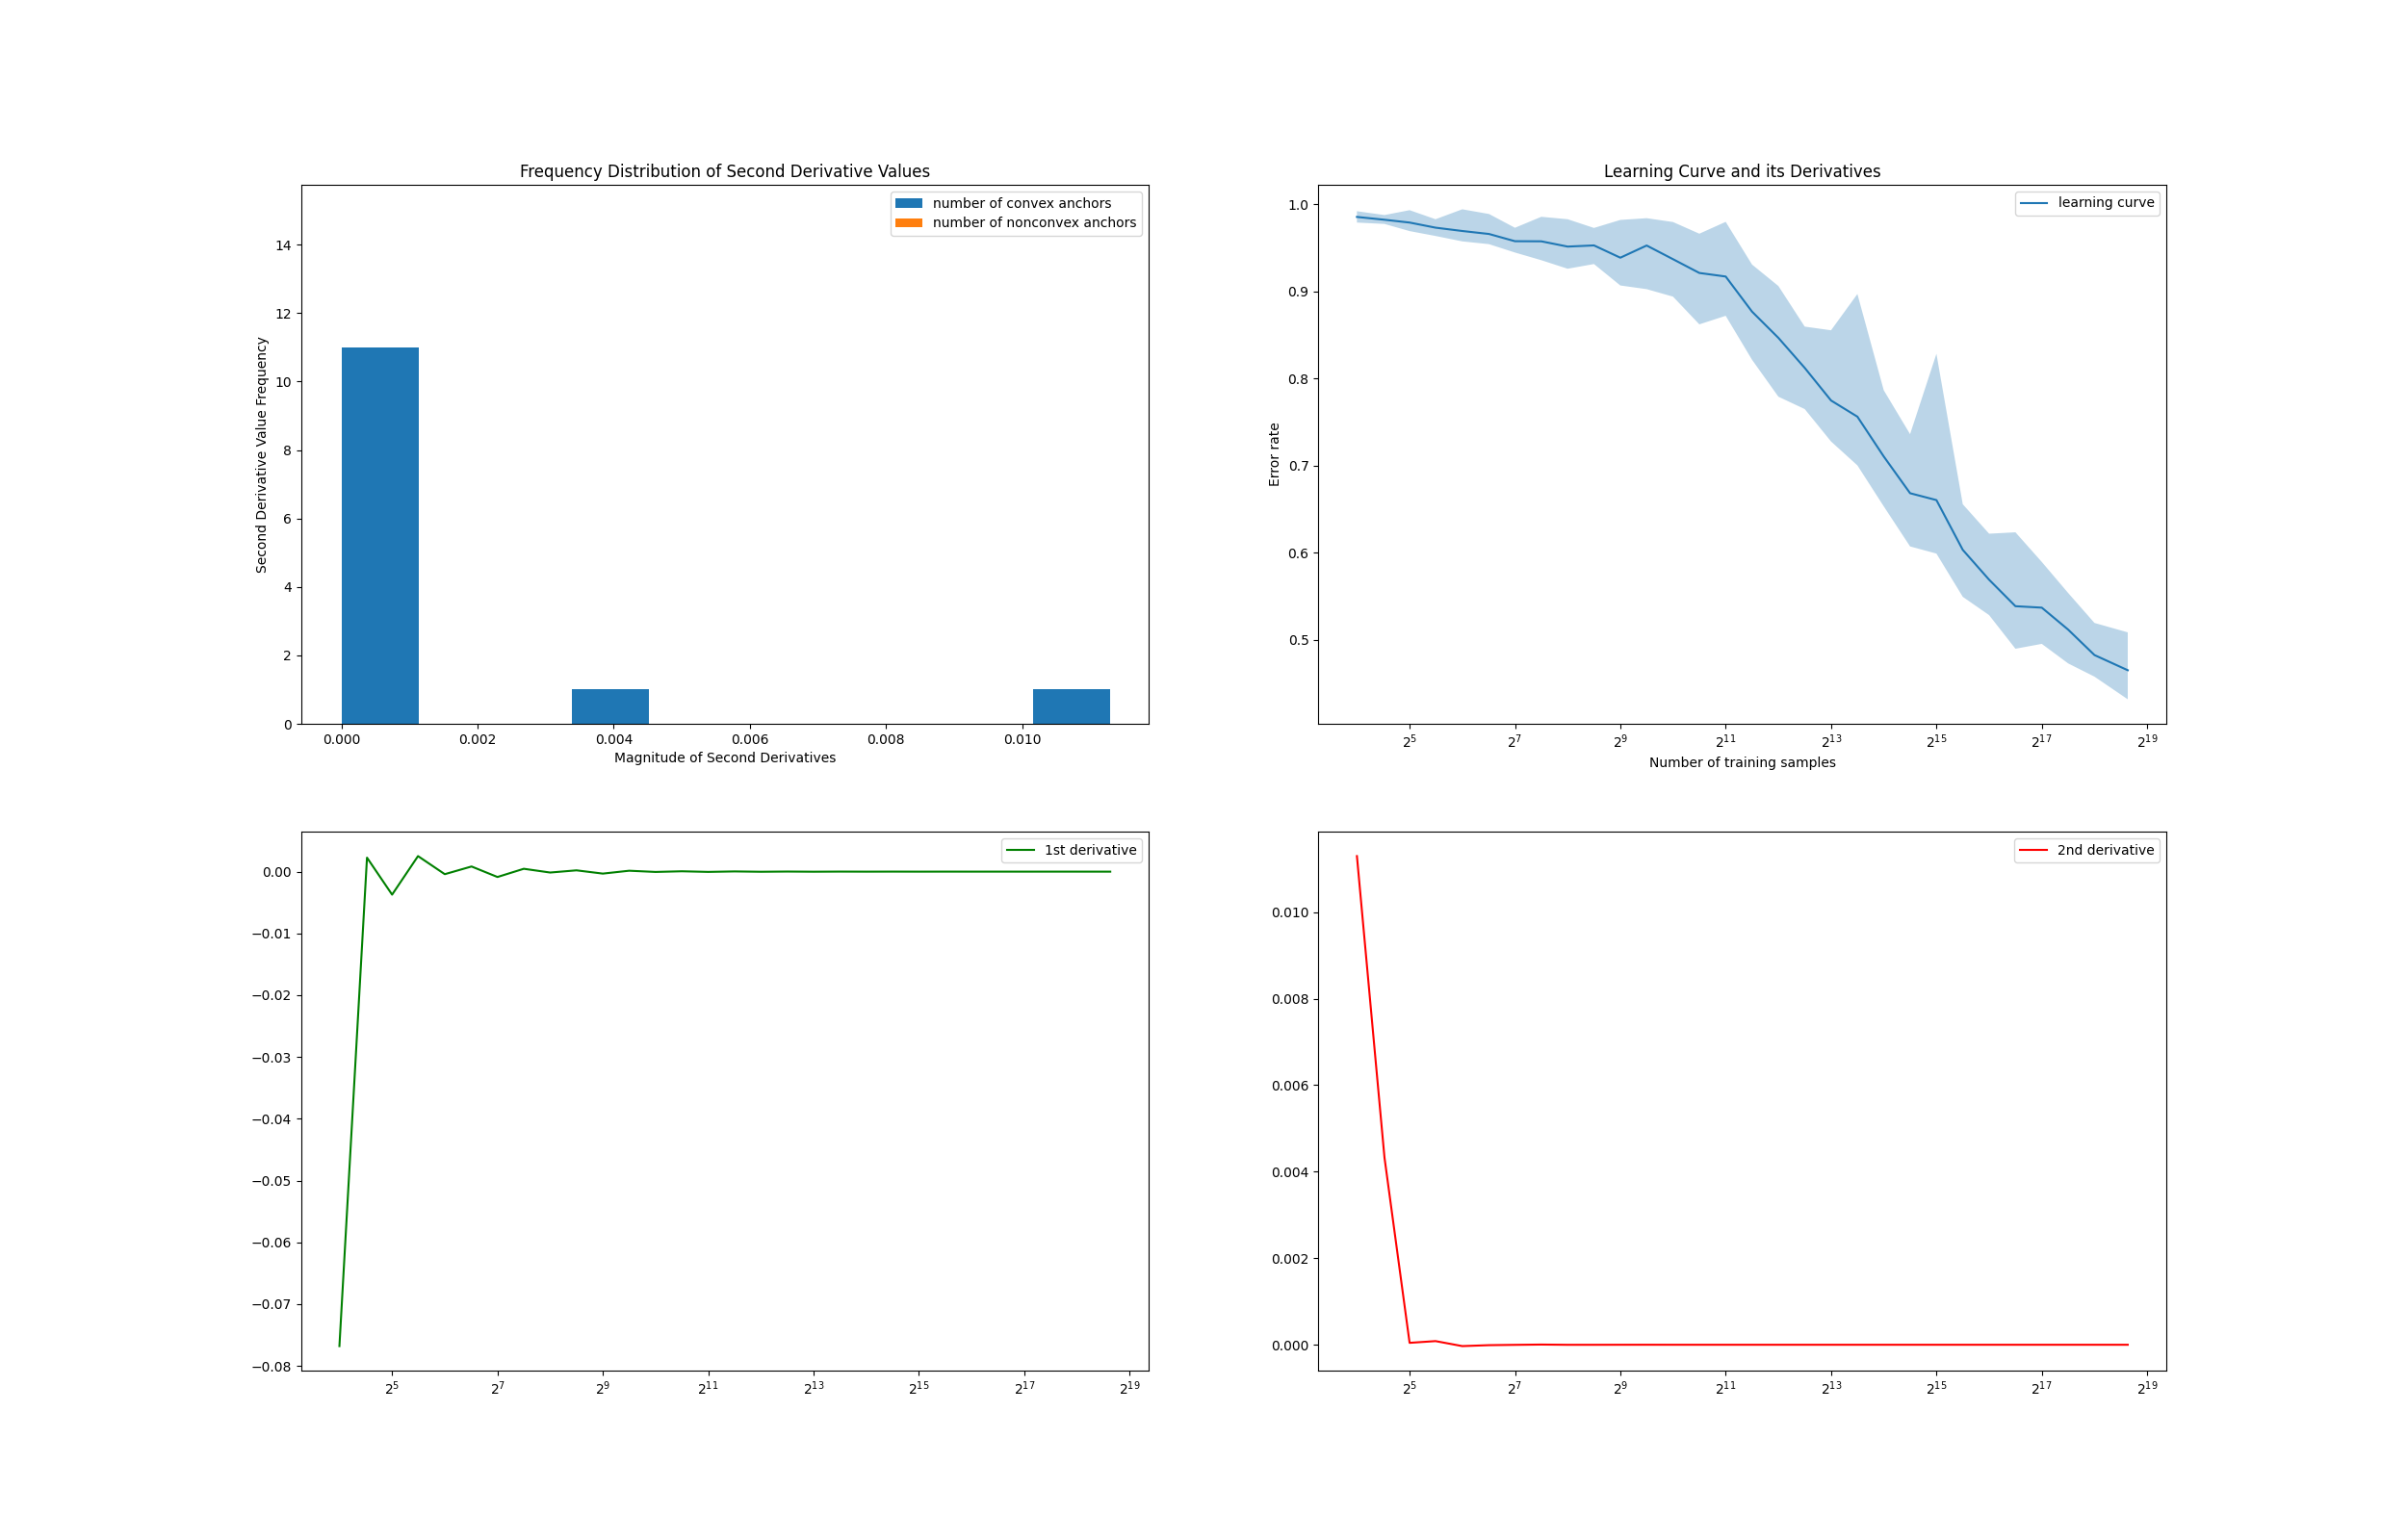 Frequency Distribution of Second Derivative Values
number of convex anchors
number of nonconvex anchors
Second Derivative Value Frequency
14
12
10
8
6
4
2
0
0.000 0.002 0.004 0.006 0.008 0.010
Magnitude of Second Derivatives
Learning Curve and its Derivatives
learning curve
Error rate
1.0
0.9
0.8
0.7
0.6
0.5
2^5 2^7 2^9 2^11 2^13 2^15 2^17 2^19
Number of training samples
1st derivative
0.00
−0.01
−0.02
−0.03
−0.04
−0.05
−0.06
−0.07
−0.08
2^5 2^7 2^9 2^11 2^13 2^15 2^17 2^19
2nd derivative
0.010
0.008
0.006
0.004
0.002
0.000
2^5 2^7 2^9 2^11 2^13 2^15 2^17 2^19